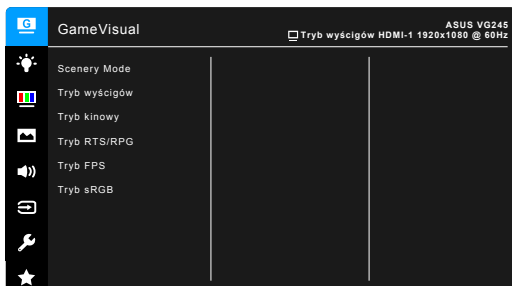 G
GameVisual
ASUS VG245
Tryb wyścigów HDMI-1 1920x1080 @ 60Hz
Scenery Mode
Tryb wyścigów
Tryb kinowy
Tryb RTS/RPG
Tryb FPS
Tryb sRGB